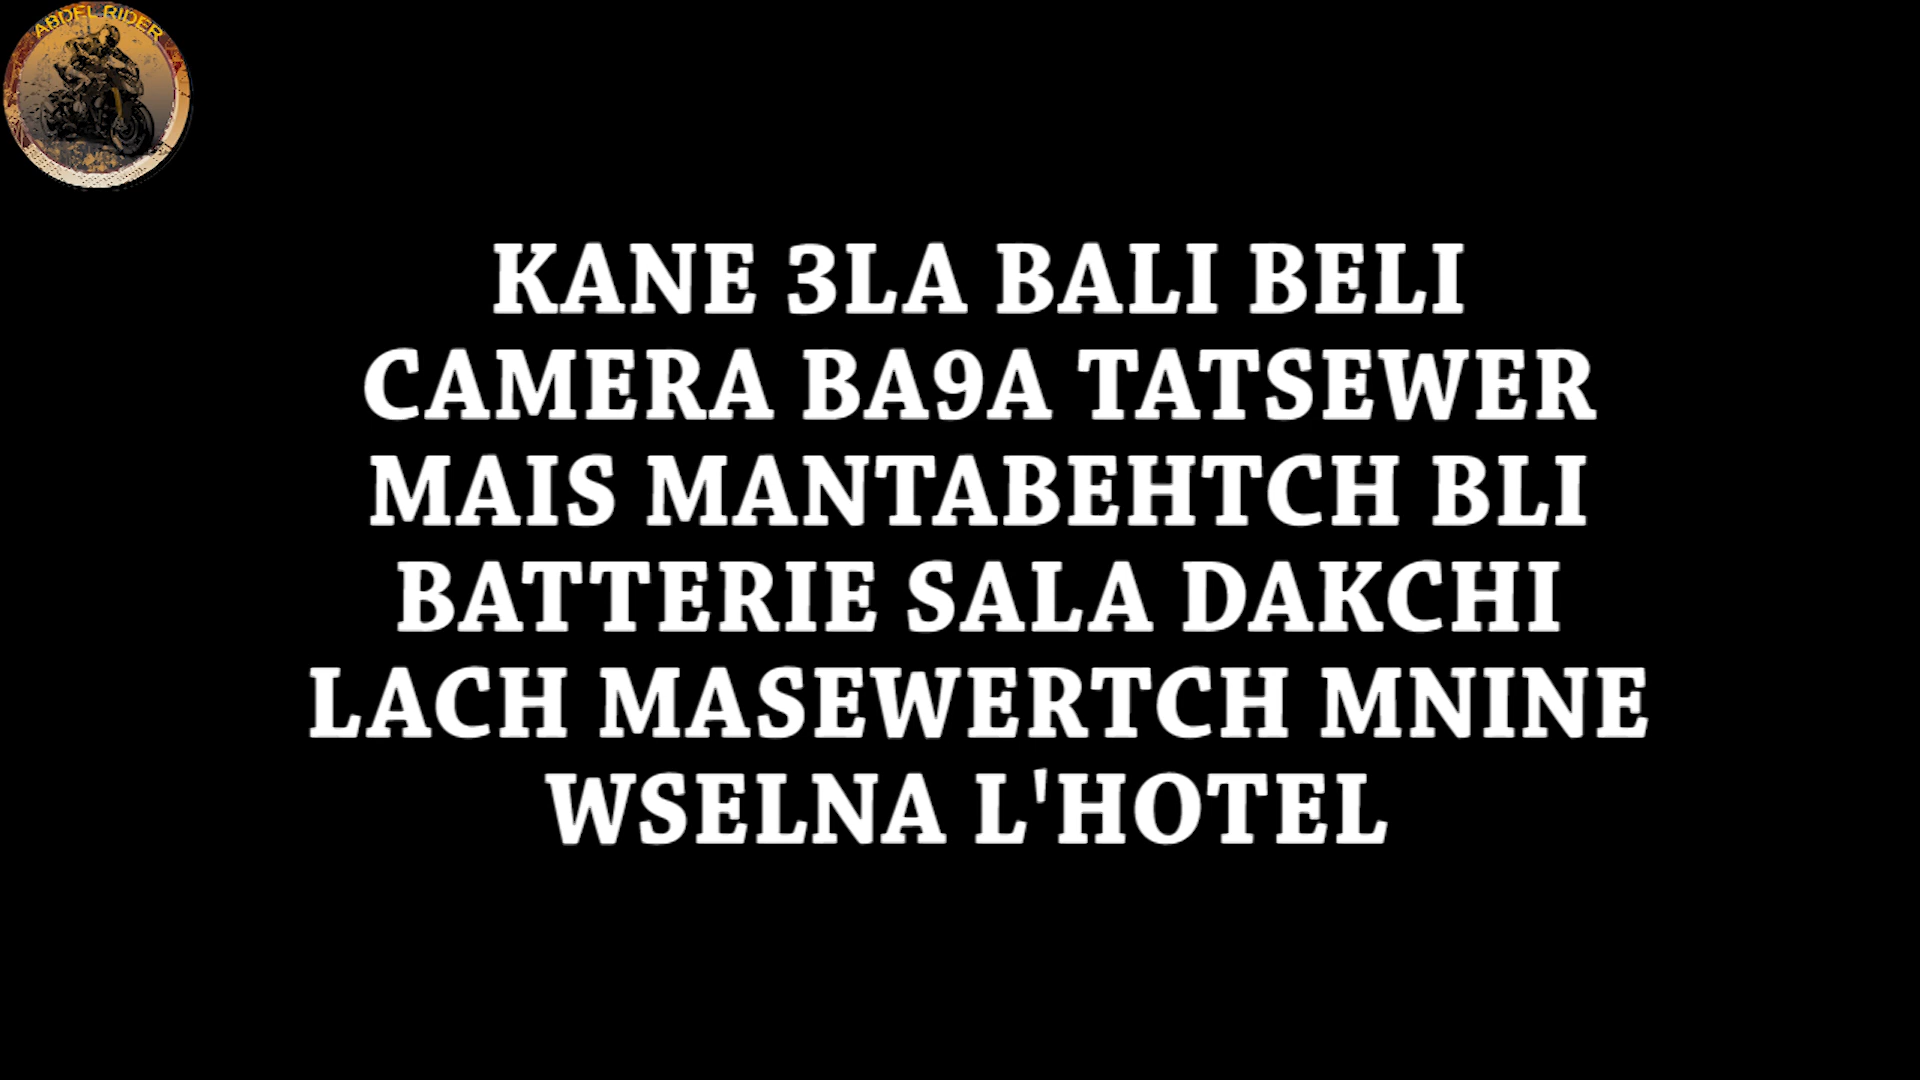 ABDEL RIDER
KANE 3LA BALI BELI
CAMERA BA9A TATSEWER
MAIS MANTABEHTCH BLI
BATTERIE SALA DAKCHI
LACH MASEWERTCH MNINE
WSELNA L'HOTEL